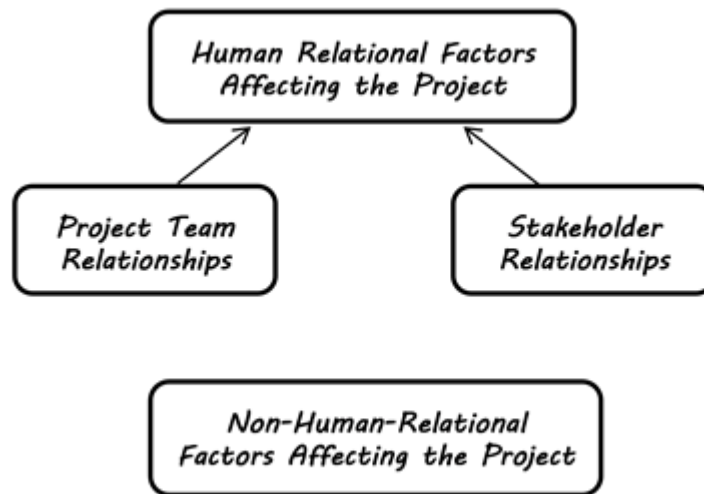 Human Relational Factors
Affecting the Project
Project Team
Relationships
Stakeholder
Relationships
Non-Human-Relational
Factors Affecting the Project